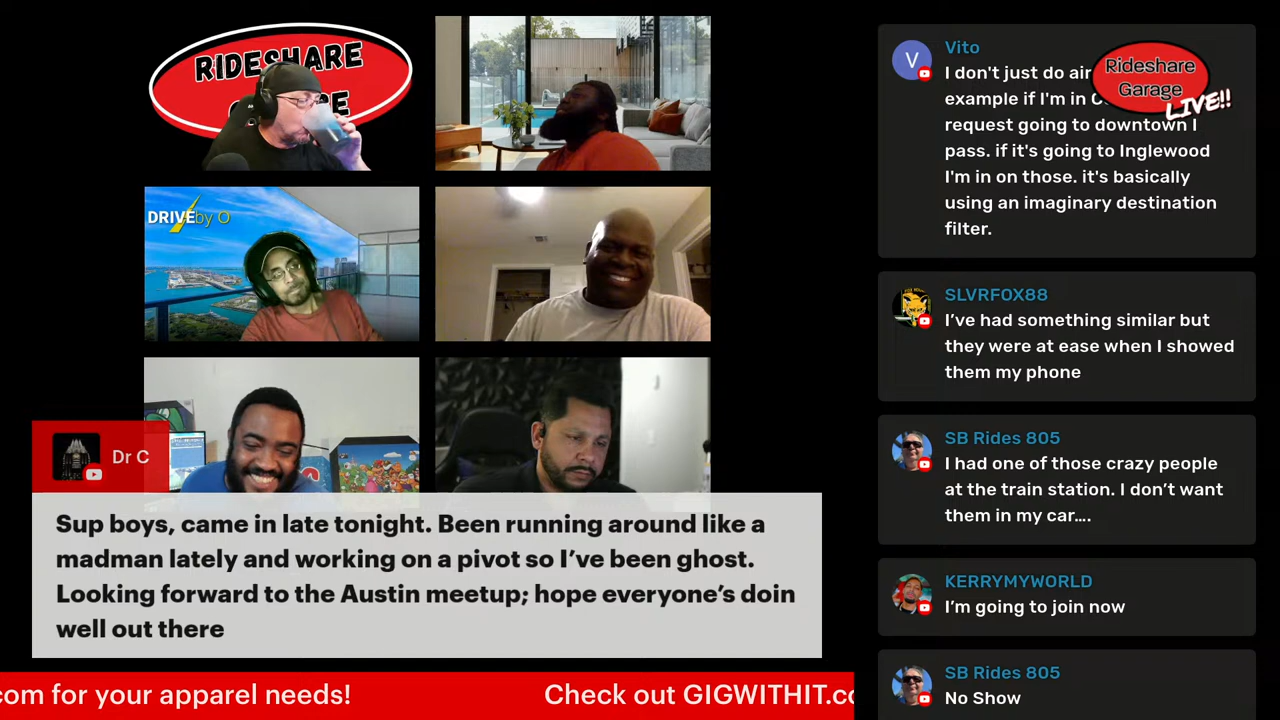 RIDESHARE
DRIVE by O
Dr C
Sup boys, came in late tonight. Been running around like a
madman lately and working on a pivot so I’ve been ghost.
Looking forward to the Austin meetup; hope everyone’s doin
well out there
com for your apparel needs!
Check out GIGWITHIT.co
V
Vito
I don't just do air
example if I'm in
request going to downtown I
pass. if it's going to Inglewood
I'm in on those. it's basically
using an imaginary destination
filter.
Rideshare
Garage
LIVE!!
SLVRFOX88
I’ve had something similar but
they were at ease when I showed
them my phone
SB Rides 805
I had one of those crazy people
at the train station. I don’t want
them in my car....
KERRYMYWORLD
I’m going to join now
SB Rides 805
No Show